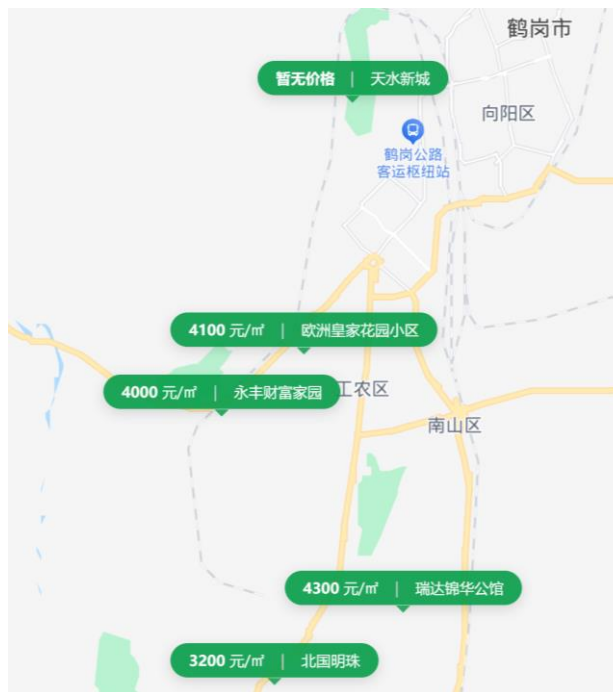 鹤岗市
暂无价格 | 天水新城
向阳区
鹤岗公路
客运枢纽站
4100 元/㎡ | 欧洲皇家花园小区
4000 元/㎡ | 永丰财富家园
工农区
南山区
4300 元/㎡ | 瑞达锦华公馆
3200 元/㎡ | 北国明珠